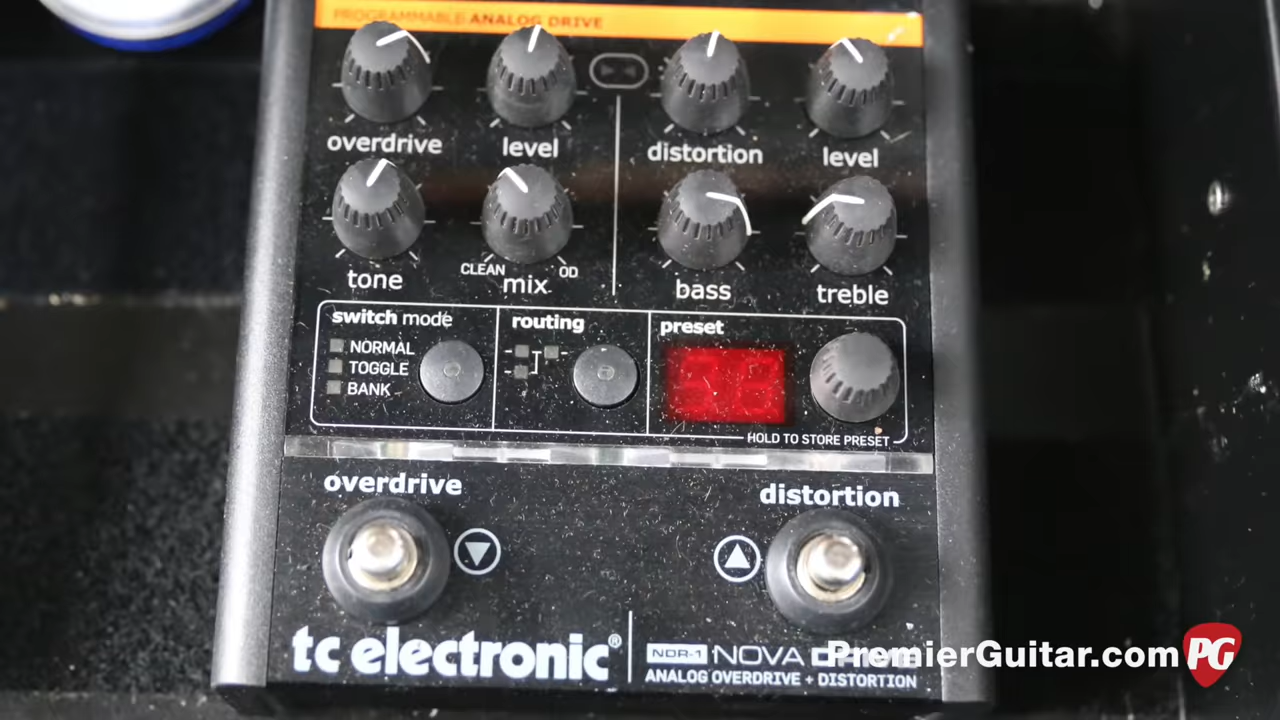 PROGRAMMABLE ANALOG DRIVE
overdrive level distortion level
tone CLEAN mix OD bass treble
switch mode routing preset
NORMAL
TOGGLE
BANK
HOLD TO STORE PRESET
overdrive distortion
tc electronic®
NDR-1 NOVA
ANALOG OVERDRIVE + DISTORTION
PremierGuitar.com PG